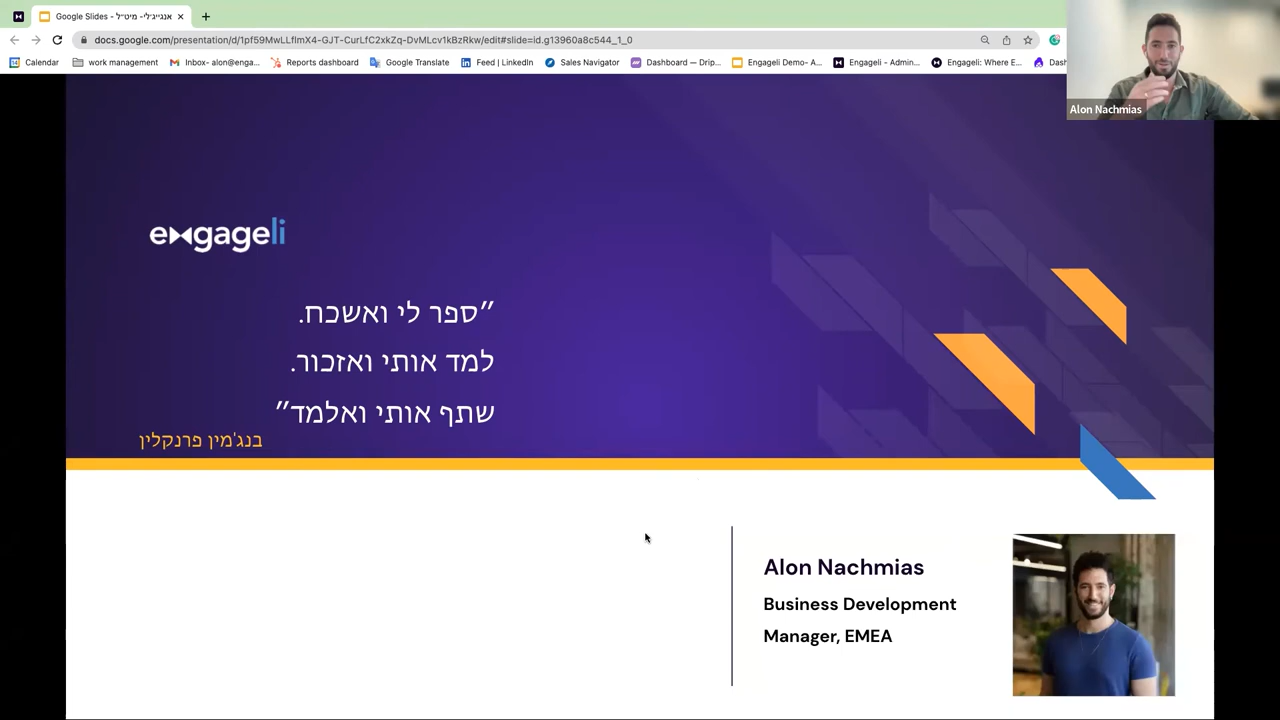 Google Slides - אנגייג'לי- מיט״ל
docs.google.com/presentation/d/1pf59MwLLfImX4-GJT-CurLfC2xkZq-DvMLcv1kBzRkw/edit#slide=id.g13960a8c544_1_0
Calendar work management Inbox- alon@enga... Reports dashboard Google Translate Feed | LinkedIn Sales Navigator Dashboard — Drip... Engageli Demo- A... Engageli - Admin... Engageli: Where E... Dash
Alon Nachmias
engageli
״ספר לי ואשכח.
למד אותי ואזכור.
שתף אותי ואלמד״
בנג'מין פרנקלין
Alon Nachmias
Business Development
Manager, EMEA